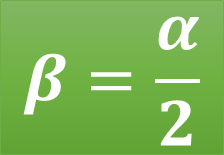 β = α/2